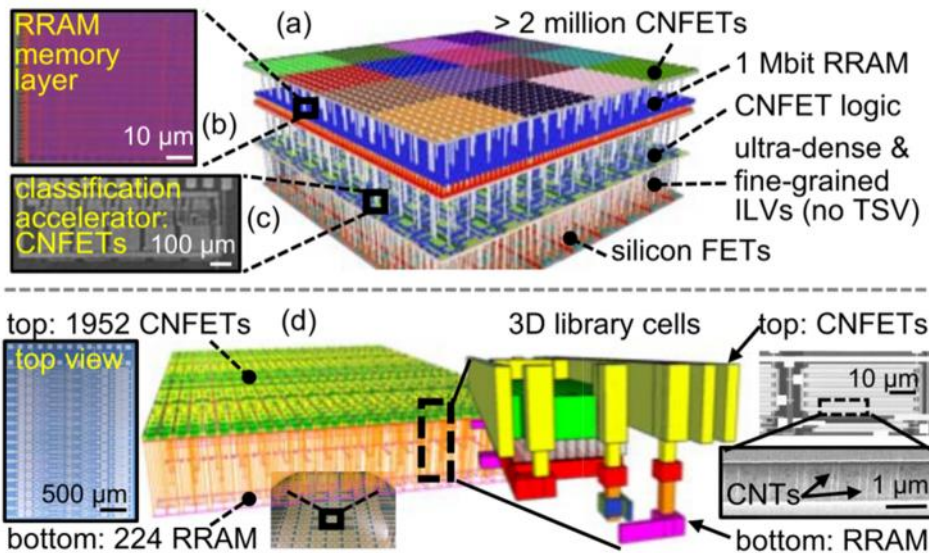 RRAM
memory
layer
10 µm
(a)
(b)
classification
accelerator:
CNFETs
100 µm
(c)
> 2 million CNFETs
1 Mbit RRAM
CNFET logic
ultra-dense &
fine-grained
ILVs (no TSV)
silicon FETs
top: 1952 CNFETs
(d)
3D library cells
top: CNFETs
top view
500 µm
10 µm
CNTs
1 µm
bottom: 224 RRAM
bottom: RRAM